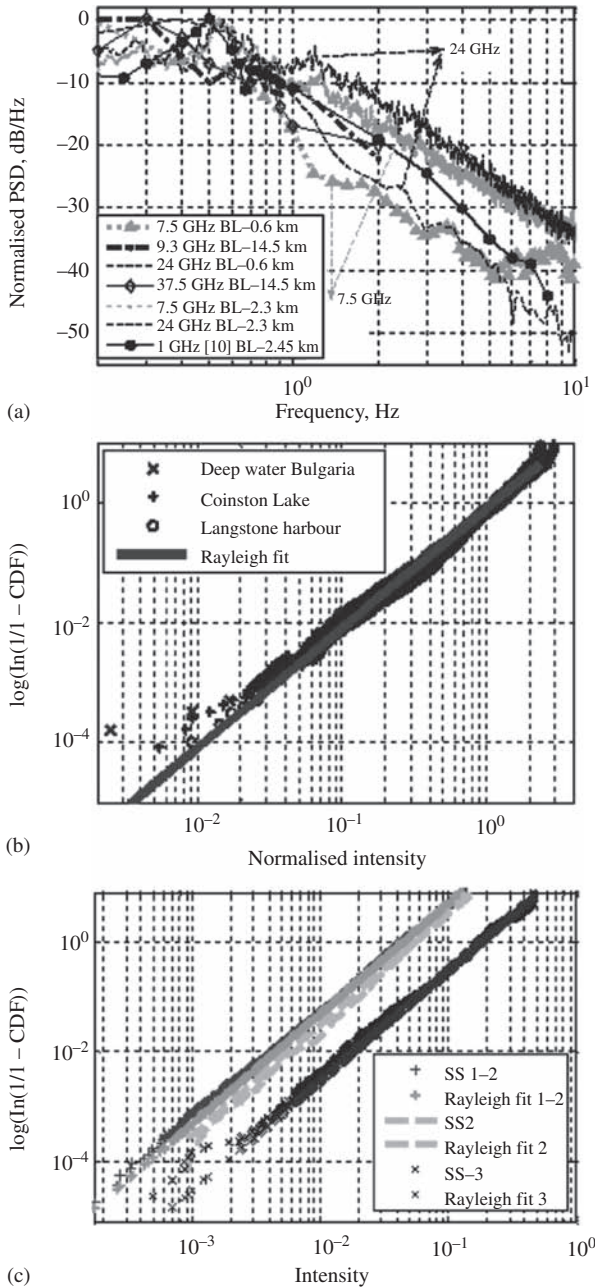 (a)
Normalised PSD, dB/Hz
0
−10
−20
−30
−40
−50
24 GHz
7.5 GHz
7.5 GHz BL–0.6 km
9.3 GHz BL–14.5 km
24 GHz BL–0.6 km
37.5 GHz BL–14.5 km
7.5 GHz BL–2.3 km
24 GHz BL–2.3 km
1 GHz [10] BL–2.45 km
10^0
10^1
Frequency, Hz
(b)
log(In(1/1 – CDF))
10^0
10^−2
10^−4
Deep water Bulgaria
Coinston Lake
Langstone harbour
Rayleigh fit
10^−2
10^−1
10^0
Normalised intensity
(c)
log(In(1/1 – CDF))
10^0
10^−2
10^−4
SS 1–2
Rayleigh fit 1–2
SS2
Rayleigh fit 2
SS–3
Rayleigh fit 3
10^−3
10^−2
10^−1
10^0
Intensity